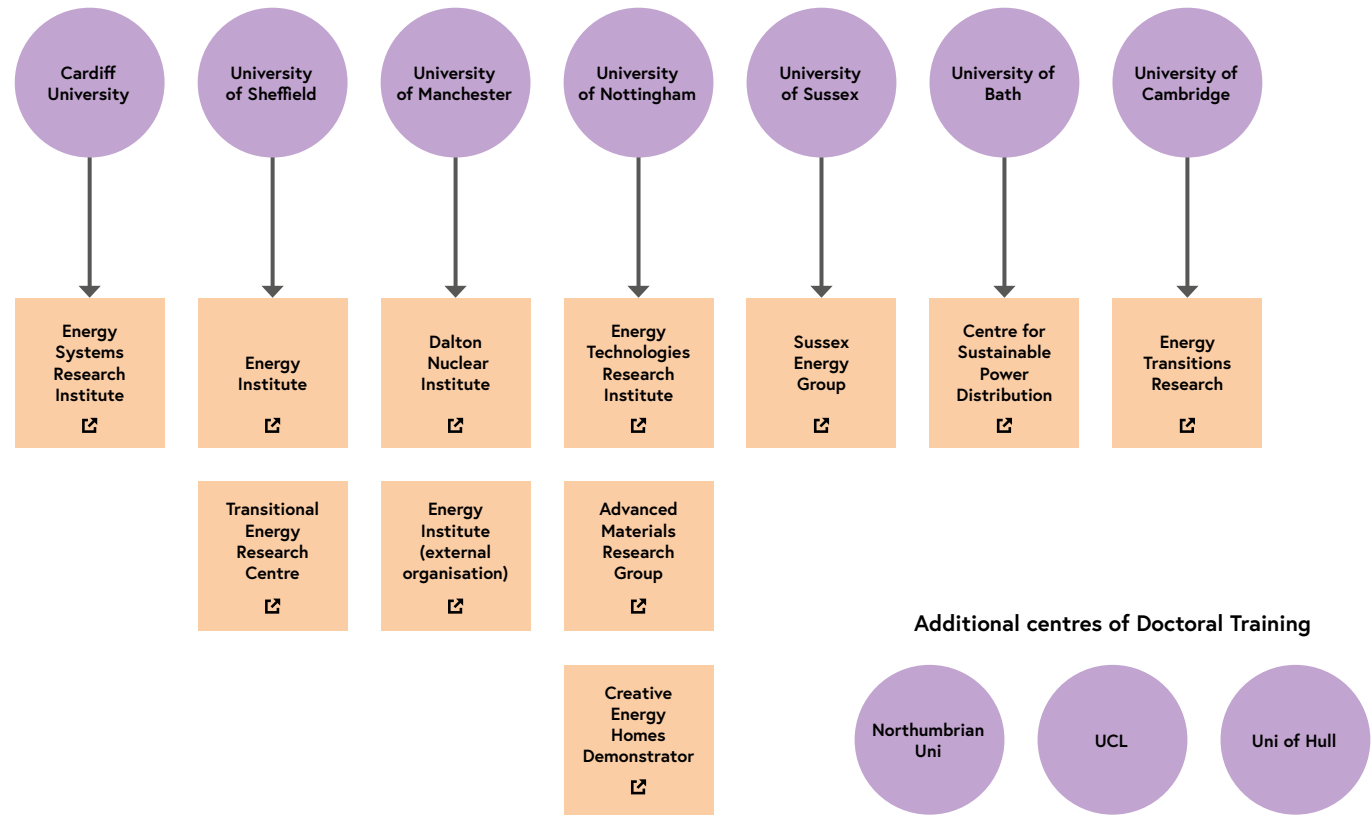 Cardiff
University
University
of Sheffield
University
of Manchester
University
of Nottingham
University
of Sussex
University of
Bath
University of
Cambridge
Energy
Systems
Research
Institute
Energy
Institute
Dalton
Nuclear
Institute
Energy
Technologies
Research
Institute
Sussex
Energy
Group
Centre for
Sustainable
Power
Distribution
Energy
Transitions
Research
Transitional
Energy
Research
Centre
Energy
Institute
(external
organisation)
Advanced
Materials
Research
Group
Creative
Energy
Homes
Demonstrator
Additional centres of Doctoral Training
Northumbrian
Uni
UCL
Uni of Hull